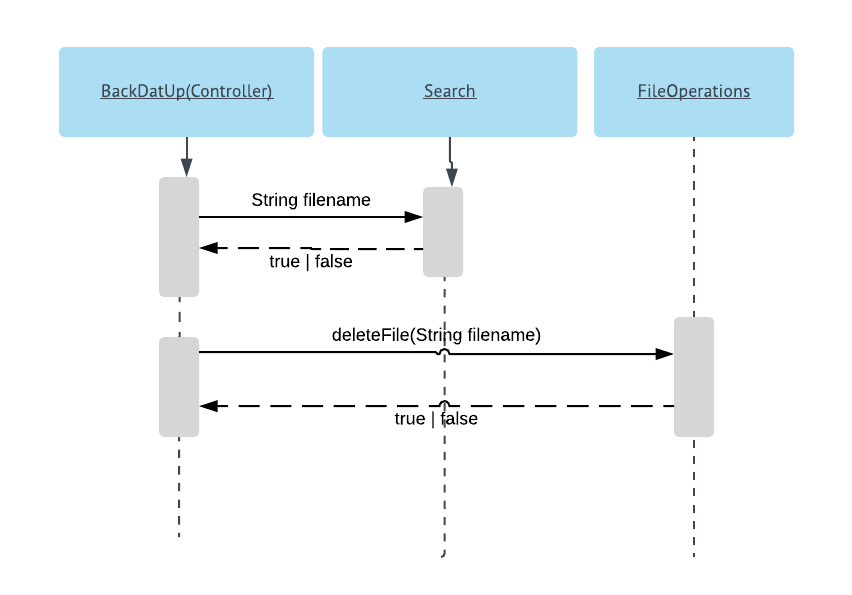 BackDatUp(Controller)
Search
FileOperations
String filename
true | false
deleteFile(String filename)
true | false